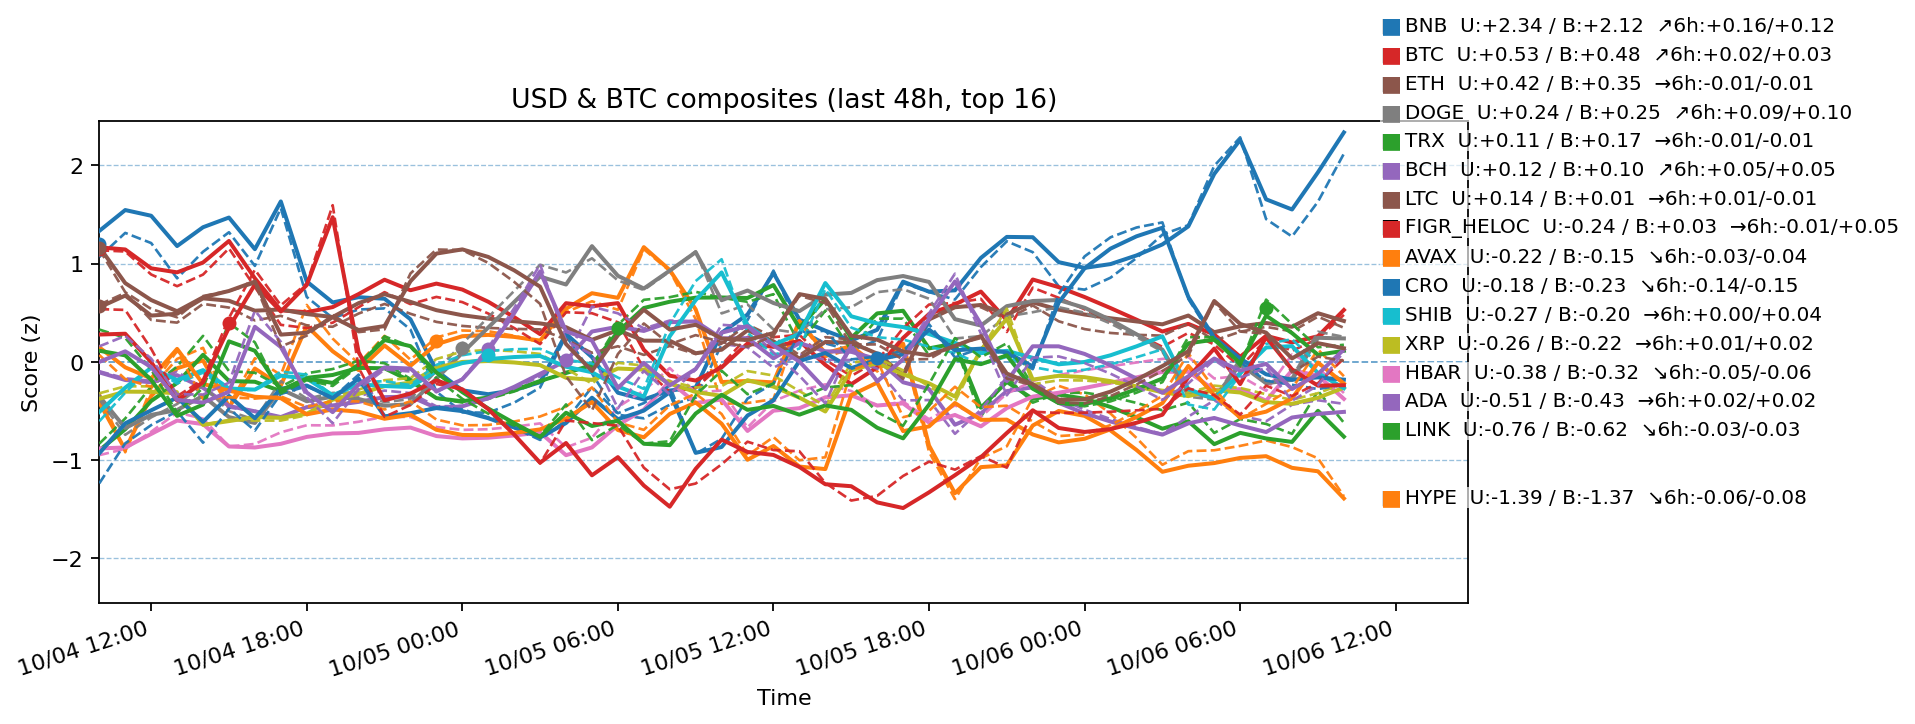 BNB U:+2.34 / B:+2.12 ↗6h:+0.16/+0.12
BTC U:+0.53 / B:+0.48 ↗6h:+0.02/+0.03
ETH U:+0.42 / B:+0.35 →6h:-0.01/-0.01
DOGE U:+0.24 / B:+0.25 ↗6h:+0.09/+0.10
TRX U:+0.11 / B:+0.17 →6h:-0.01/-0.01
BCH U:+0.12 / B:+0.10 ↗6h:+0.05/+0.05
LTC U:+0.14 / B:+0.01 →6h:+0.01/-0.01
FIGR_HELOC U:-0.24 / B:+0.03 →6h:-0.01/+0.05
AVAX U:-0.22 / B:-0.15 ↘6h:-0.03/-0.04
CRO U:-0.18 / B:-0.23 ↘6h:-0.14/-0.15
SHIB U:-0.27 / B:-0.20 →6h:+0.00/+0.04
XRP U:-0.26 / B:-0.22 →6h:+0.01/+0.02
HBAR U:-0.38 / B:-0.32 ↘6h:-0.05/-0.06
ADA U:-0.51 / B:-0.43 →6h:+0.02/+0.02
LINK U:-0.76 / B:-0.62 ↘6h:-0.03/-0.03
HYPE U:-1.39 / B:-1.37 ↘6h:-0.06/-0.08
USD & BTC composites (last 48h, top 16)
Score (z)
2
1
0
−1
−2
10/04 12:00
10/04 18:00
10/05 00:00
10/05 06:00
10/05 12:00
10/05 18:00
10/06 00:00
10/06 06:00
10/06 12:00
Time